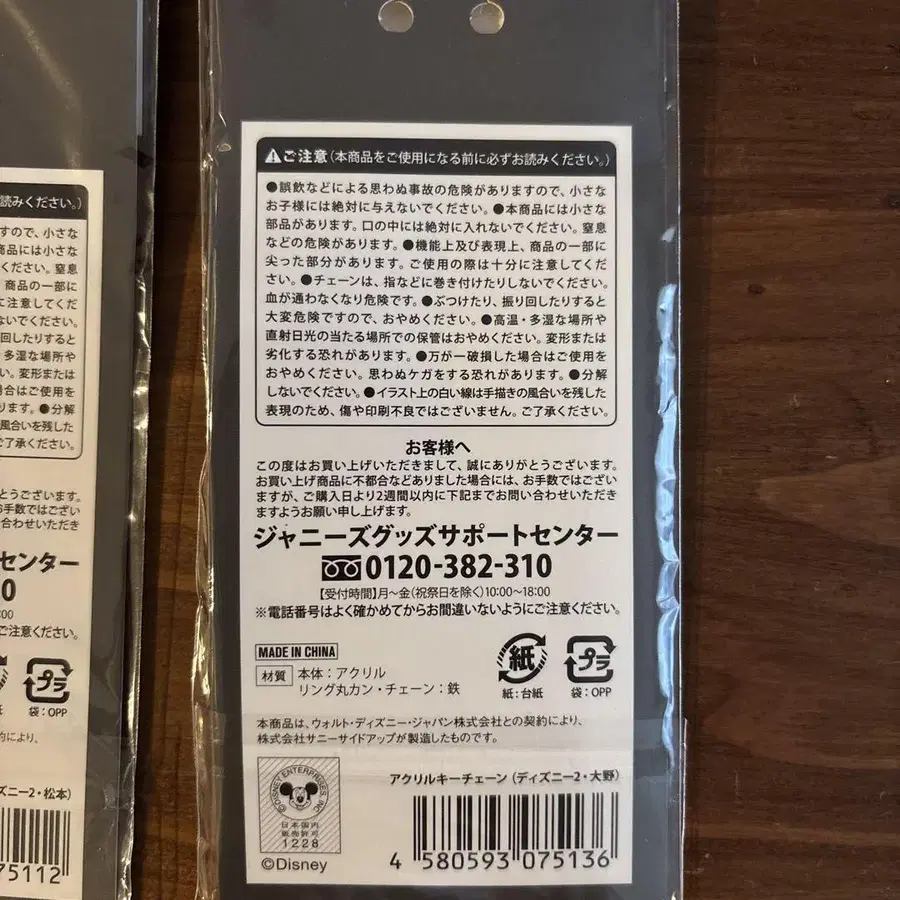 読みください。)
ますので、小さな
商品には小さな
ください。窒息
商品の一部に
に注意してくだ
ないでください。
回したりすると
・多湿な場所や
い。変形または
場合はご使用を
ります。●分解
風合いを残した
ご了承ください。
とうございます。
お手数ではござい
い合わせいただき
センター
0
:00
ご注意ください。
プラ
袋：OPP
約により、
ズニー2・松本)
75112
⚠ご注意(本商品をご使用になる前に必ずお読みください。)
●誤飲などによる思わぬ事故の危険がありますので、小さな
お子様には絶対に与えないでください。●本商品には小さな
部品があります。口の中には絶対に入れないでください。窒息
などの危険があります。●機能上及び表現上、商品の一部に
尖った部分があります。ご使用の際は十分に注意してくだ
さい。●チェーンは、指などに巻き付けたりしないでください。
血が通わなくなり危険です。●ぶつけたり、振り回したりすると
大変危険ですので、おやめください。●高温・多湿な場所や
直射日光の当たる場所での保管はおやめください。変形または
劣化する恐れがあります。●万が一破損した場合はご使用を
おやめください。思わぬケガをする恐れがあります。●分解
しないでください。●イラスト上の白い線は手描きの風合いを残した
表現のため、傷や印刷不良ではございません。ご了承ください。
お客様へ
この度はお買い上げいただきまして、誠にありがとうございます。
お買い上げ商品に不都合などありました場合には、お手数ではござい
ますが、ご購入日より2週間以内に下記までお問い合わせいただき
ますようお願い申し上げます。
ジャニーズグッズサポートセンター
0120-382-310
【受付時間】月～金(祝祭日を除く)10:00～18:00
※電話番号はよく確かめてからお間違いないようにご注意ください。
MADE IN CHINA
材質 本体：アクリル
リング丸カン・チェーン：鉄
紙 プラ
紙：台紙 袋：OPP
本商品は、ウォルト・ディズニー・ジャパン株式会社との契約により、
株式会社サニーサイドアップが製造したものです。
アクリルキーチェーン(ディズニー2・大野)
©DISNEY ENTERPRISES, INC.
日本国内
販売許可
1228
©Disney
4 580593 075136